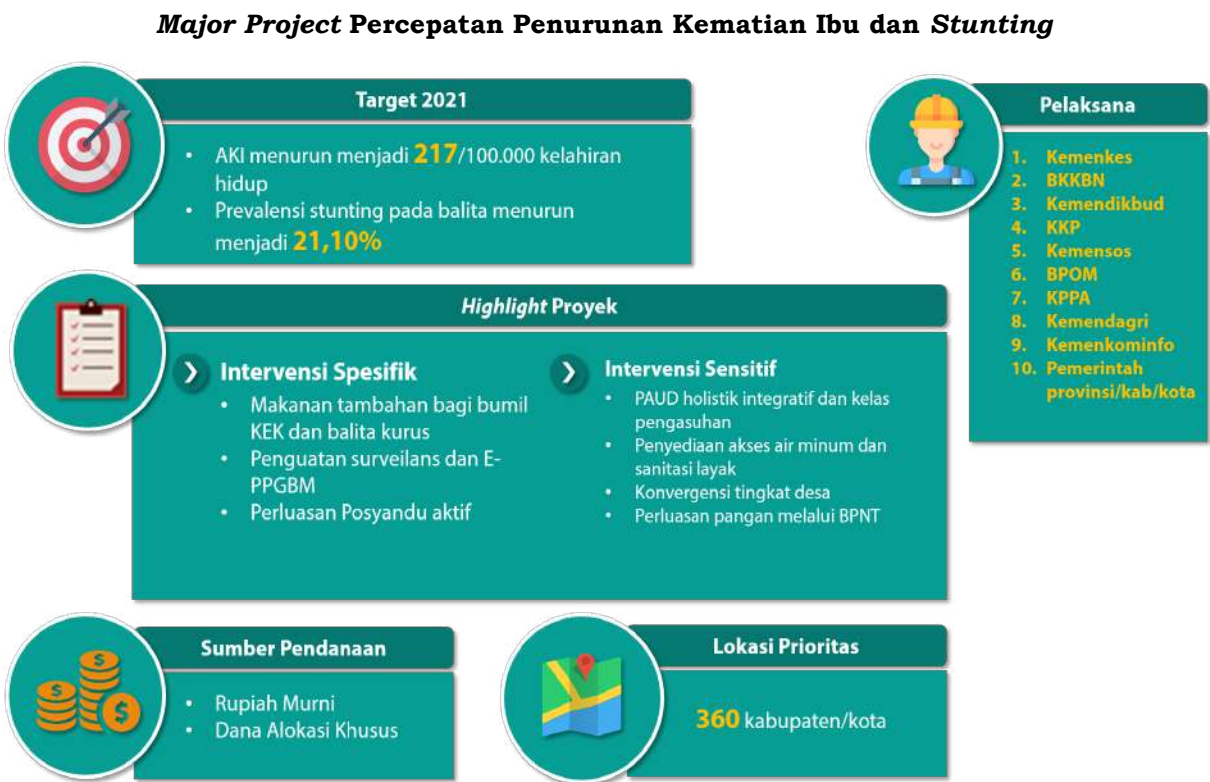 Major Project Percepatan Penurunan Kematian Ibu dan Stunting
Target 2021
• AKI menurun menjadi 217/100.000 kelahiran
hidup
• Prevalensi stunting pada balita menurun
menjadi 21,10%
Pelaksana
1. Kemenkes
2. BKKBN
3. Kemendikbud
4. KKP
5. Kemensos
6. BPOM
7. KPPA
8. Kemendagri
9. Kemenkominfo
10. Pemerintah
provinsi/kab/kota
Highlight Proyek
Intervensi Spesifik
• Makanan tambahan bagi bumil
KEK dan balita kurus
• Penguatan surveilans dan E-
PPGBM
• Perluasan Posyandu aktif
Intervensi Sensitif
• PAUD holistik integratif dan kelas
pengasuhan
• Penyediaan akses air minum dan
sanitasi layak
• Konvergensi tingkat desa
• Perluasan pangan melalui BPNT
Sumber Pendanaan
• Rupiah Murni
• Dana Alokasi Khusus
Lokasi Prioritas
360 kabupaten/kota